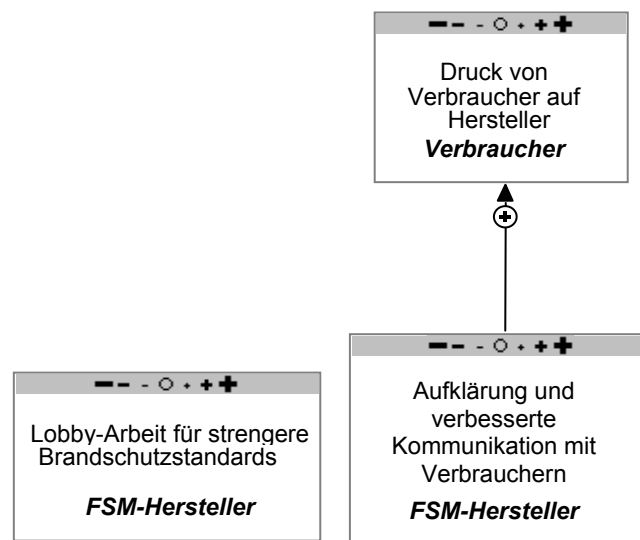 Druck von
Verbraucher auf
Hersteller
Verbraucher
Lobby-Arbeit für strengere
Brandschutzstandards
FSM-Hersteller
Aufklärung und
verbesserte
Kommunikation mit
Verbrauchern
FSM-Hersteller